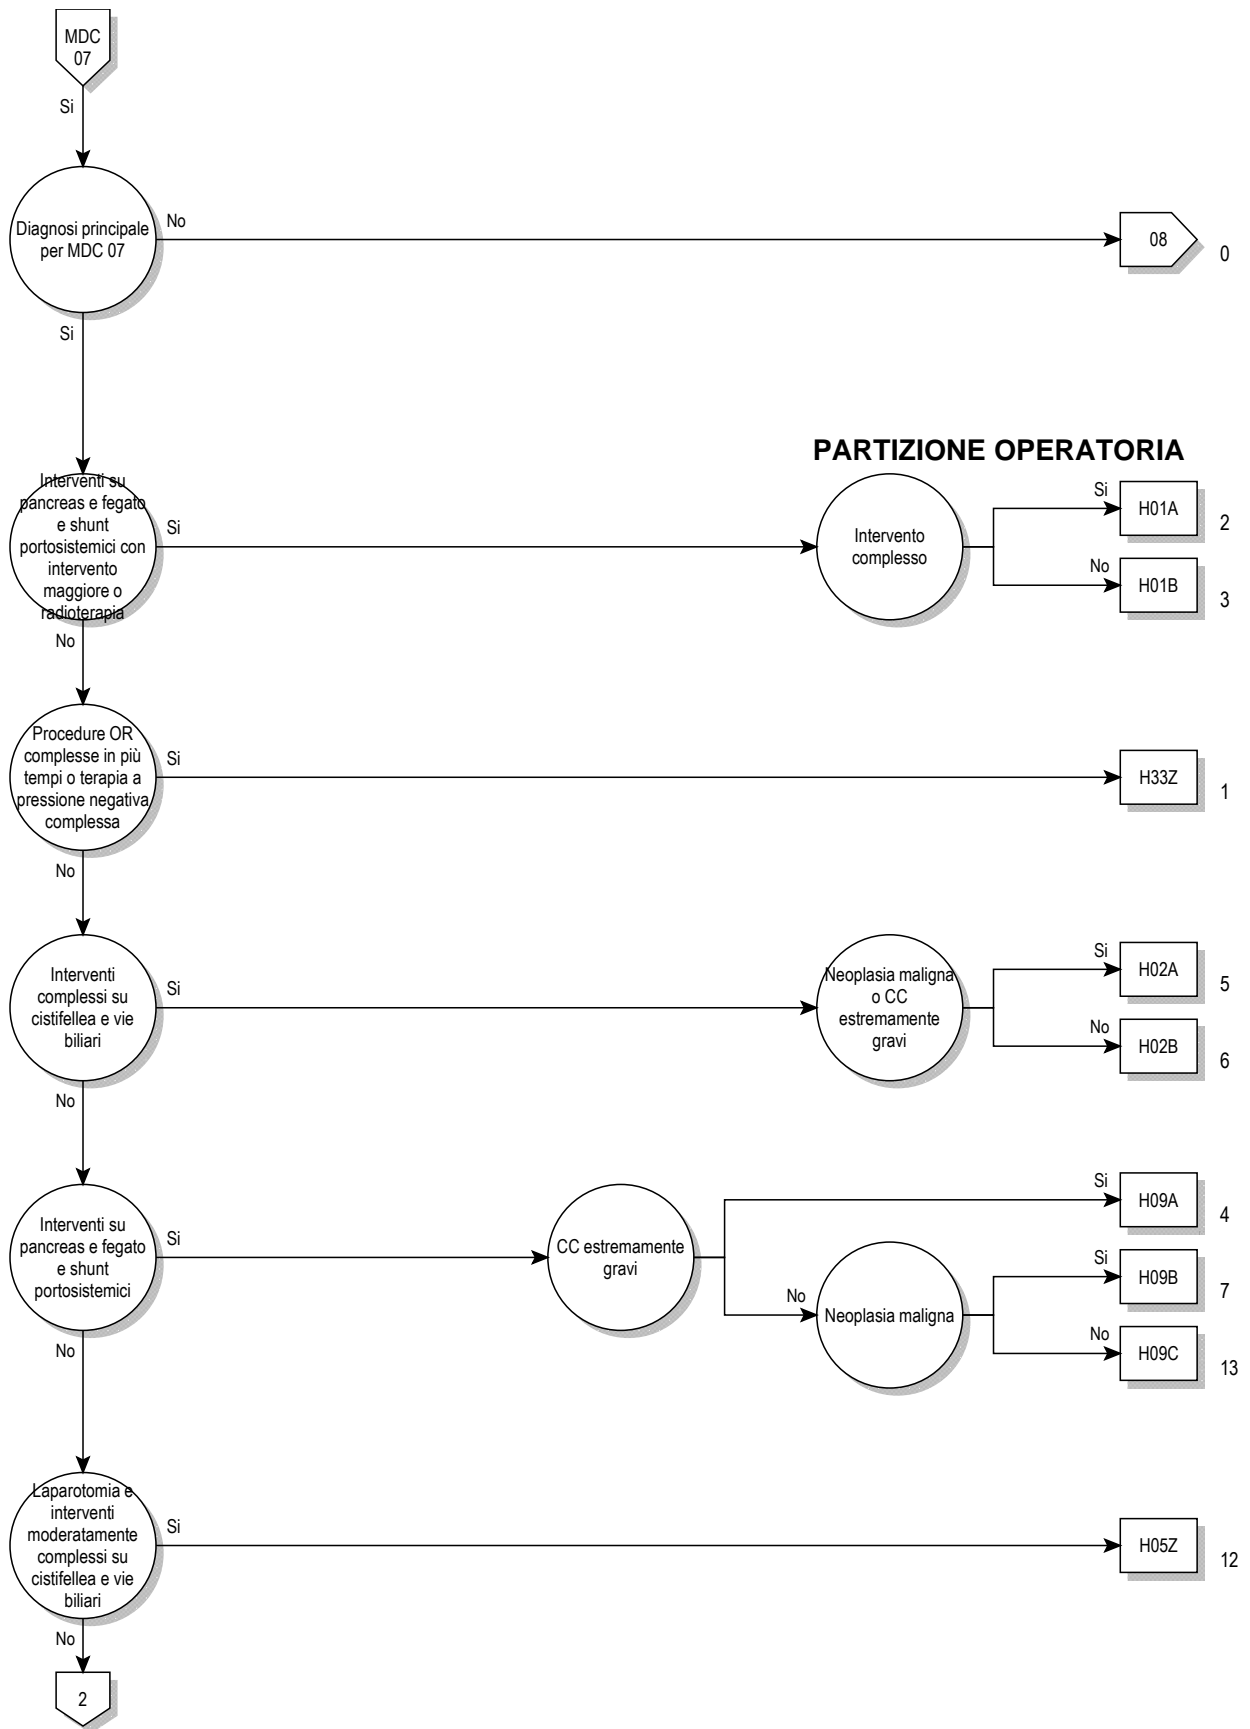 MDC
07
Si
Diagnosi principale
per MDC 07
No
08
0
Si
PARTIZIONE OPERATORIA
Interventi su
pancreas e fegato
e shunt
portosistemici con
intervento
maggiore o
radioterapia
Si
Intervento
complesso
Si
H01A
2
No
H01B
3
No
Procedure OR
complesse in più
tempi o terapia a
pressione negativa
complessa
Si
H33Z
1
No
Interventi
complessi su
cistifellea e vie
biliari
Si
Neoplasia maligna
o CC
estremamente
gravi
Si
H02A
5
No
H02B
6
No
Interventi su
pancreas e fegato
e shunt
portosistemici
Si
CC estremamente
gravi
Si
H09A
4
No
Neoplasia maligna
Si
H09B
7
No
H09C
13
No
Laparotomia e
interventi
moderatamente
complessi su
cistifellea e vie
biliari
Si
H05Z
12
No
2